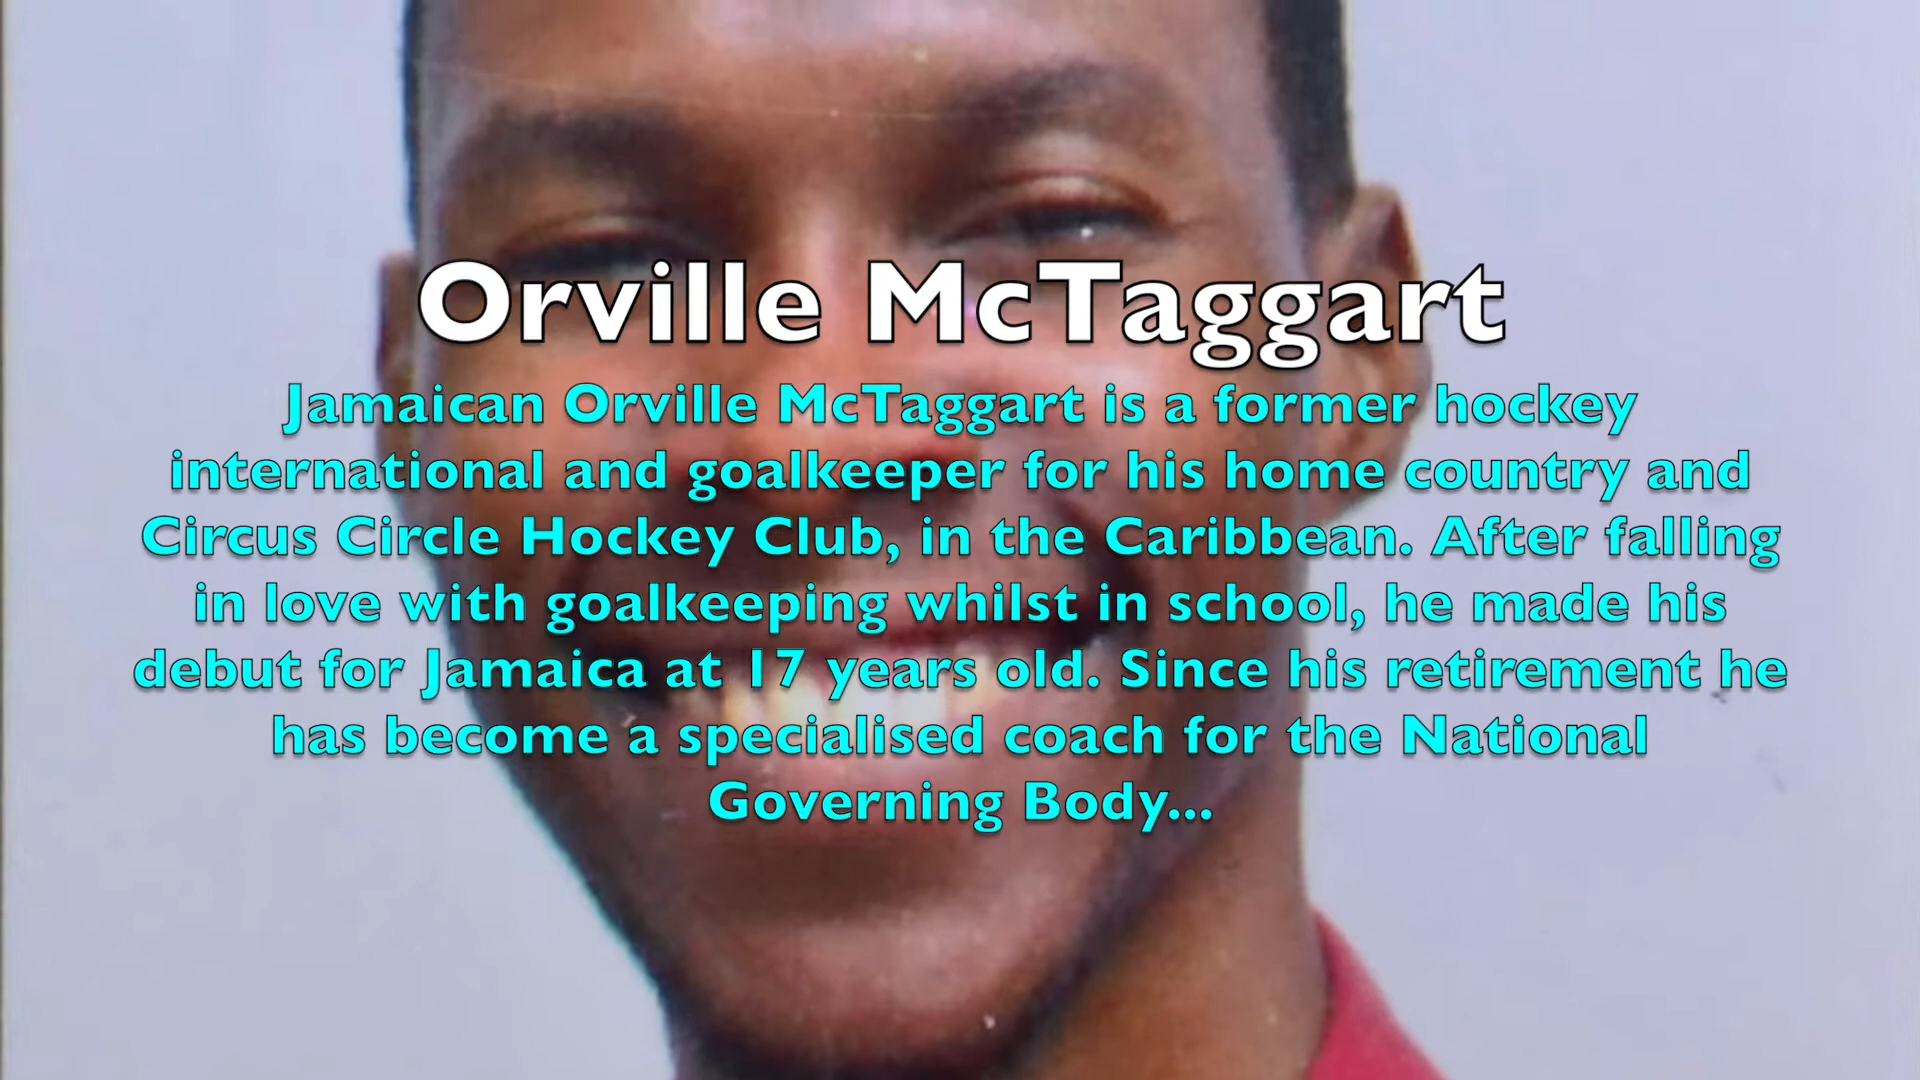 Orville McTaggart
Jamaican Orville McTaggart is a former hockey
international and goalkeeper for his home country and
Circus Circle Hockey Club, in the Caribbean. After falling
in love with goalkeeping whilst in school, he made his
debut for Jamaica at 17 years old. Since his retirement he
has become a specialised coach for the National
Governing Body...